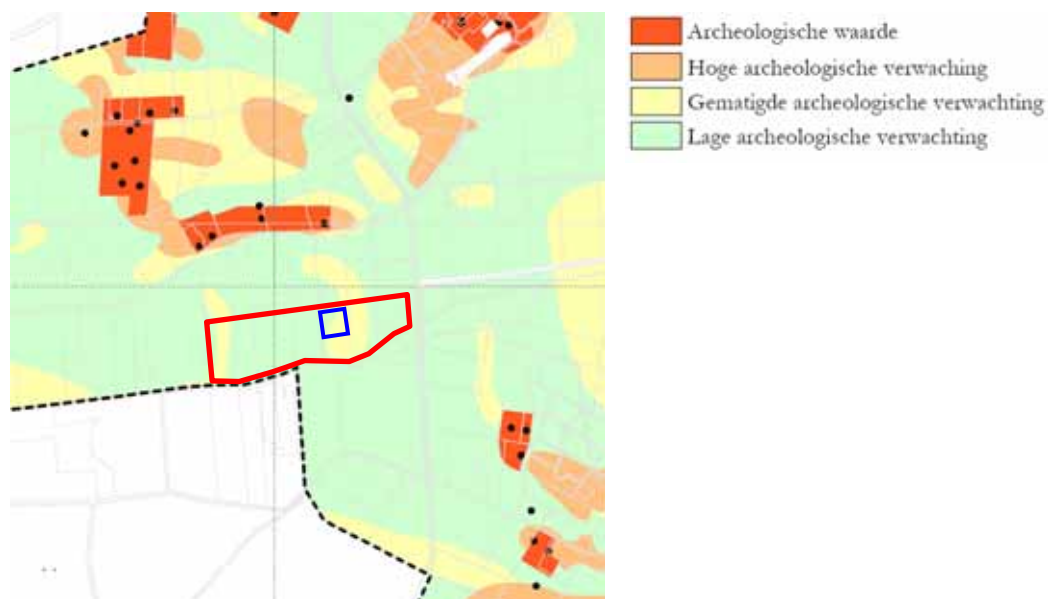 Archeologische waarde
Hoge archeologische verwaching
Gematigde archeologische verwachting
Lage archeologische verwachting